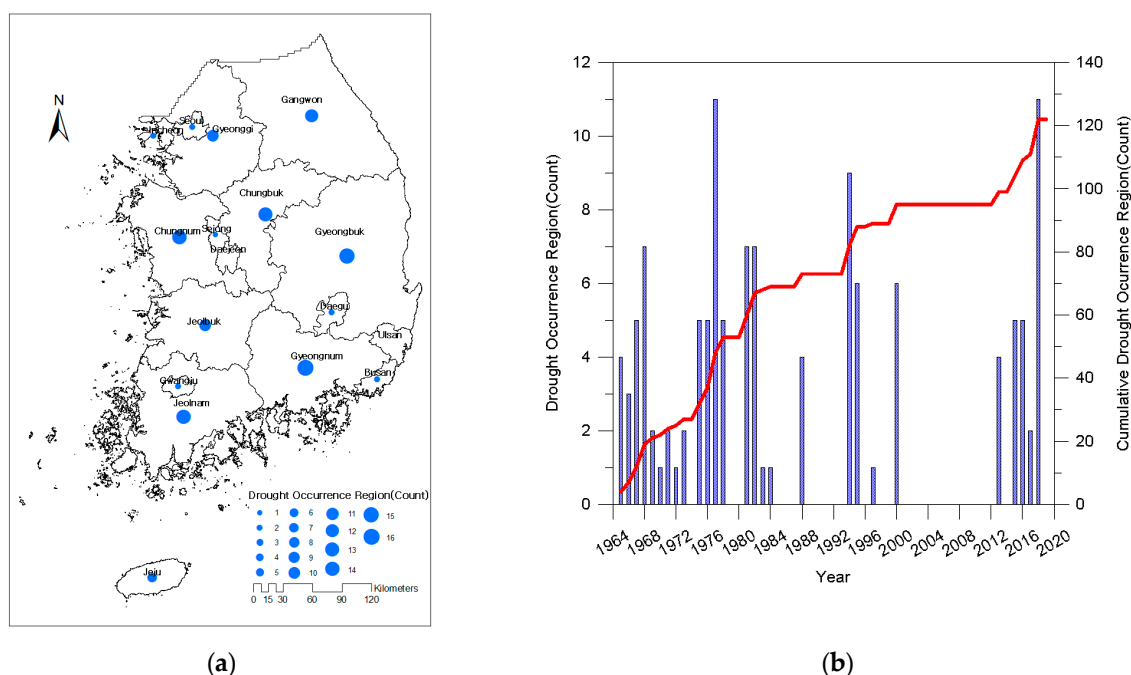 N
Gangwon
Seoul
Incheon
Gyeonggi
Chungbuk
Sejong
Chungnum
Daejeon
Gyeongbuk
Daegu
Jeolbuk
Ulsan
Gyeongnum
Busan
Gwangju
Jeolnam
Jeju
Drought Occurrence Region(Count)
1 6 11 15
2 7 12 16
3 8 13
4 9 14
5 10
Kilometers
0 15 30 60 90 120
(a)
12
10
8
6
4
2
0
Drought Occurrence Region(Count)
140
120
100
80
60
40
20
0
Cumulative Drought Occurrence Region(Count)
1964 1968 1972 1976 1980 1984 1988 1992 1996 2000 2004 2008 2012 2016 2020
Year
(b)